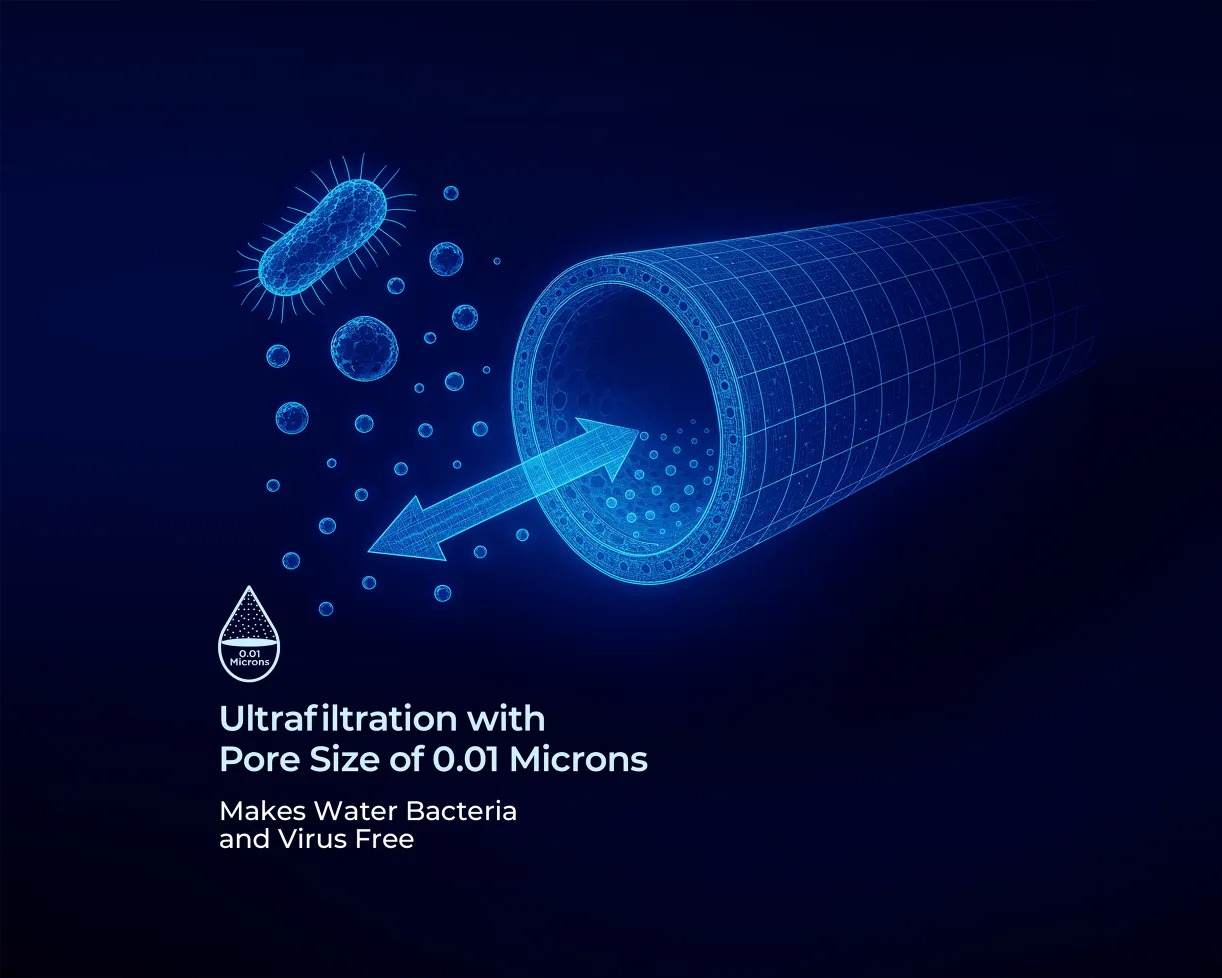 0.01
Microns
Ultrafiltration with
Pore Size of 0.01 Microns
Makes Water Bacteria
and Virus Free